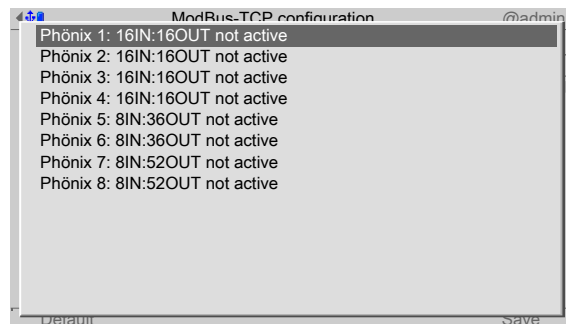 ModBus-TCP configuration @admin
Phönix 1: 16IN:16OUT not active
Phönix 2: 16IN:16OUT not active
Phönix 3: 16IN:16OUT not active
Phönix 4: 16IN:16OUT not active
Phönix 5: 8IN:36OUT not active
Phönix 6: 8IN:36OUT not active
Phönix 7: 8IN:52OUT not active
Phönix 8: 8IN:52OUT not active
Default Save